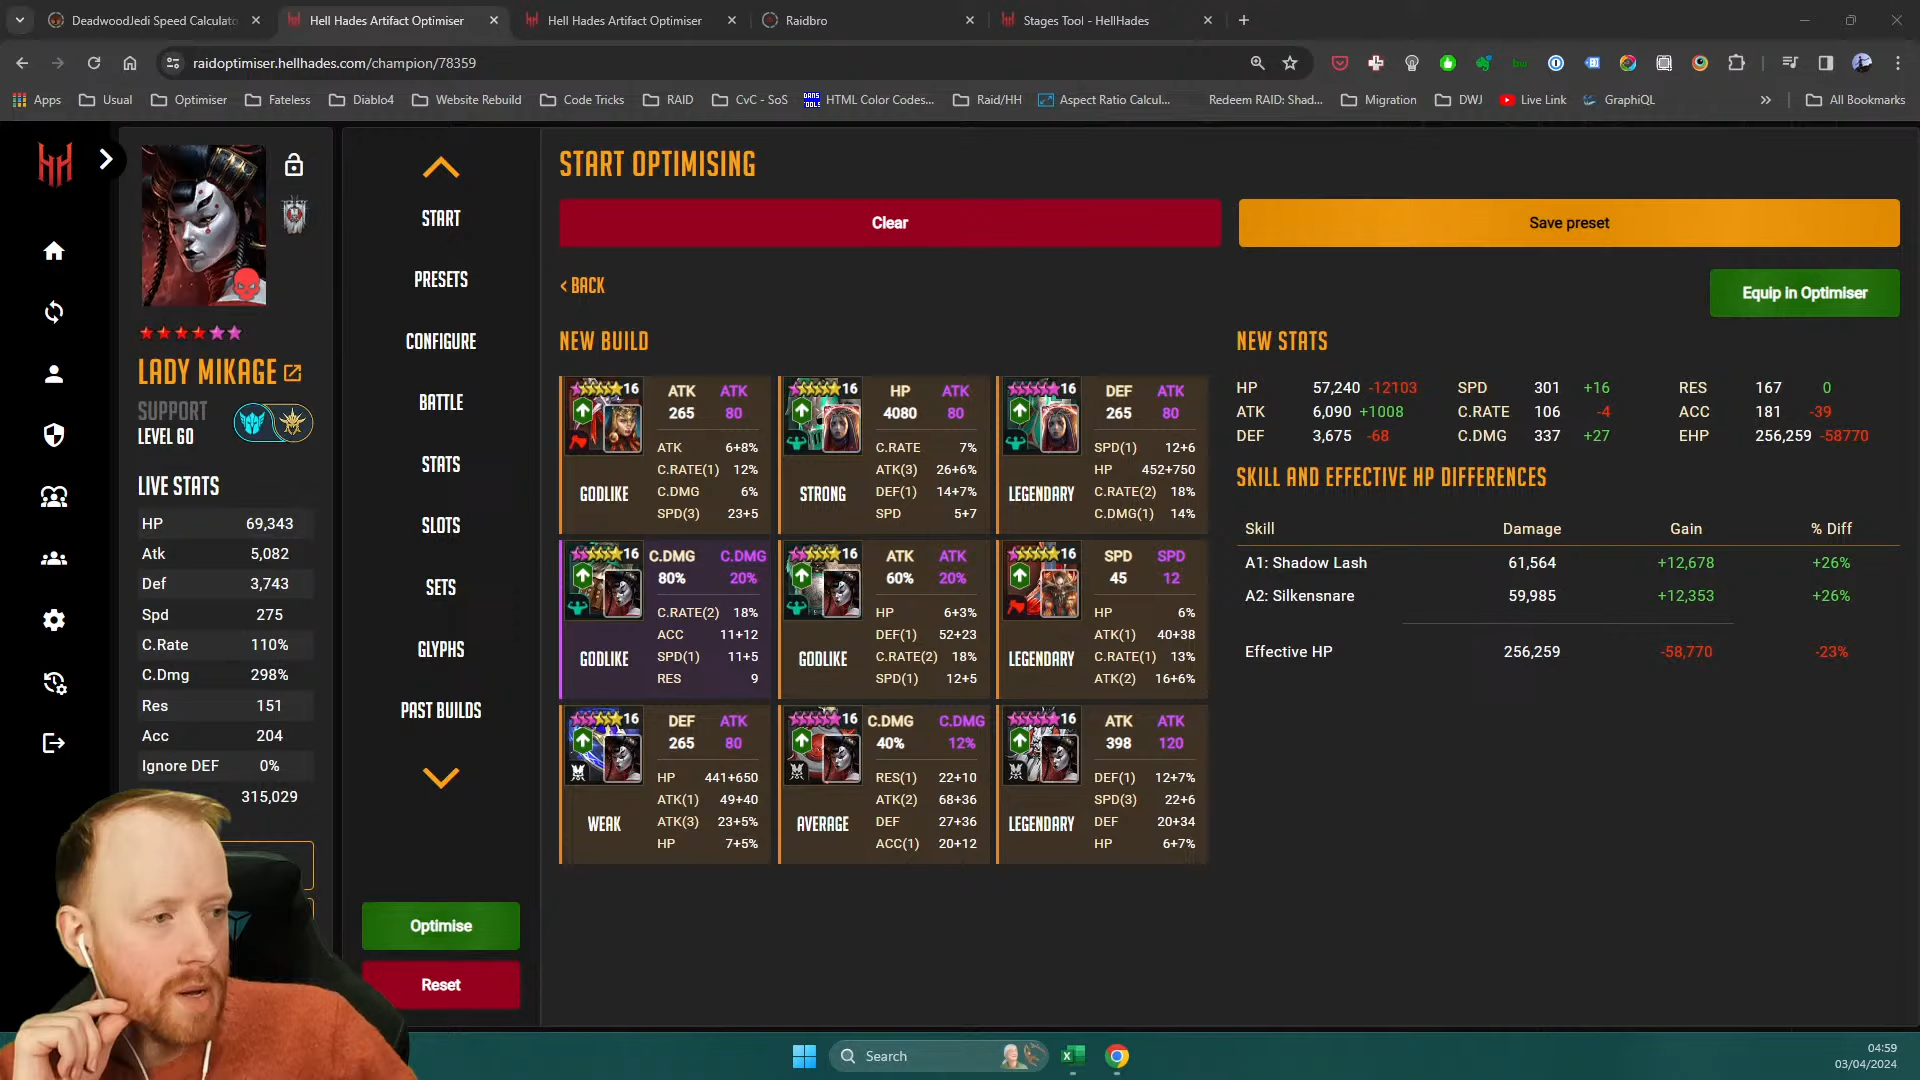 DeadwoodJedi Speed Calculato
Hell Hades Artifact Optimiser
Hell Hades Artifact Optimiser
Raidbro
Stages Tool - HellHades
raidoptimiser.hellhades.com/champion/78359
Apps
Usual
Optimiser
Fateless
Diablo4
Website Rebuild
Code Tricks
RAID
CvC - SoS
HTML Color Codes...
Raid/HH
Aspect Ratio Calcul...
Redeem RAID: Shad...
Migration
DWJ
Live Link
GraphiQL
All Bookmarks
LADY MIKAGE
SUPPORT
LEVEL 60
LIVE STATS
HP 69,343
Atk 5,082
Def 3,743
Spd 275
C.Rate 110%
C.Dmg 298%
Res 151
Acc 204
Ignore DEF 0%
315,029
START
PRESETS
CONFIGURE
BATTLE
STATS
SLOTS
SETS
GLYPHS
PAST BUILDS
Optimise
Reset
START OPTIMISING
Clear
Save preset
< BACK
Equip in Optimiser
NEW BUILD
16 ATK ATK
265 80
ATK 6+8%
C.RATE(1) 12%
C.DMG 6%
SPD(3) 23+5
GODLIKE
16 HP ATK
4080 80
C.RATE 7%
ATK(3) 26+6%
DEF(1) 14+7%
SPD 5+7
STRONG
16 DEF ATK
265 80
SPD(1) 12+6
HP 452+750
C.RATE(2) 18%
C.DMG(1) 14%
LEGENDARY
16 C.DMG C.DMG
80% 20%
C.RATE(2) 18%
ACC 11+12
SPD(1) 11+5
RES 9
GODLIKE
16 ATK ATK
60% 20%
HP 6+3%
DEF(1) 52+23
C.RATE(2) 18%
SPD(1) 12+5
GODLIKE
16 SPD SPD
45 12
HP 6%
ATK(1) 40+38
C.RATE(1) 13%
ATK(2) 16+6%
LEGENDARY
16 DEF ATK
265 80
HP 441+650
ATK(1) 49+40
ATK(3) 23+5%
HP 7+5%
WEAK
16 C.DMG C.DMG
40% 12%
RES(1) 22+10
ATK(2) 68+36
DEF 27+36
ACC(1) 20+12
AVERAGE
16 ATK ATK
398 120
DEF(1) 12+7%
SPD(3) 22+6
DEF 20+34
HP 6+7%
LEGENDARY
NEW STATS
HP 57,240 -12103 SPD 301 +16 RES 167 0
ATK 6,090 +1008 C.RATE 106 -4 ACC 181 -39
DEF 3,675 -68 C.DMG 337 +27 EHP 256,259 -58770
SKILL AND EFFECTIVE HP DIFFERENCES
Skill Damage Gain % Diff
A1: Shadow Lash 61,564 +12,678 +26%
A2: Silkensnare 59,985 +12,353 +26%
Effective HP 256,259 -58,770 -23%
Search
04:59
03/04/2024